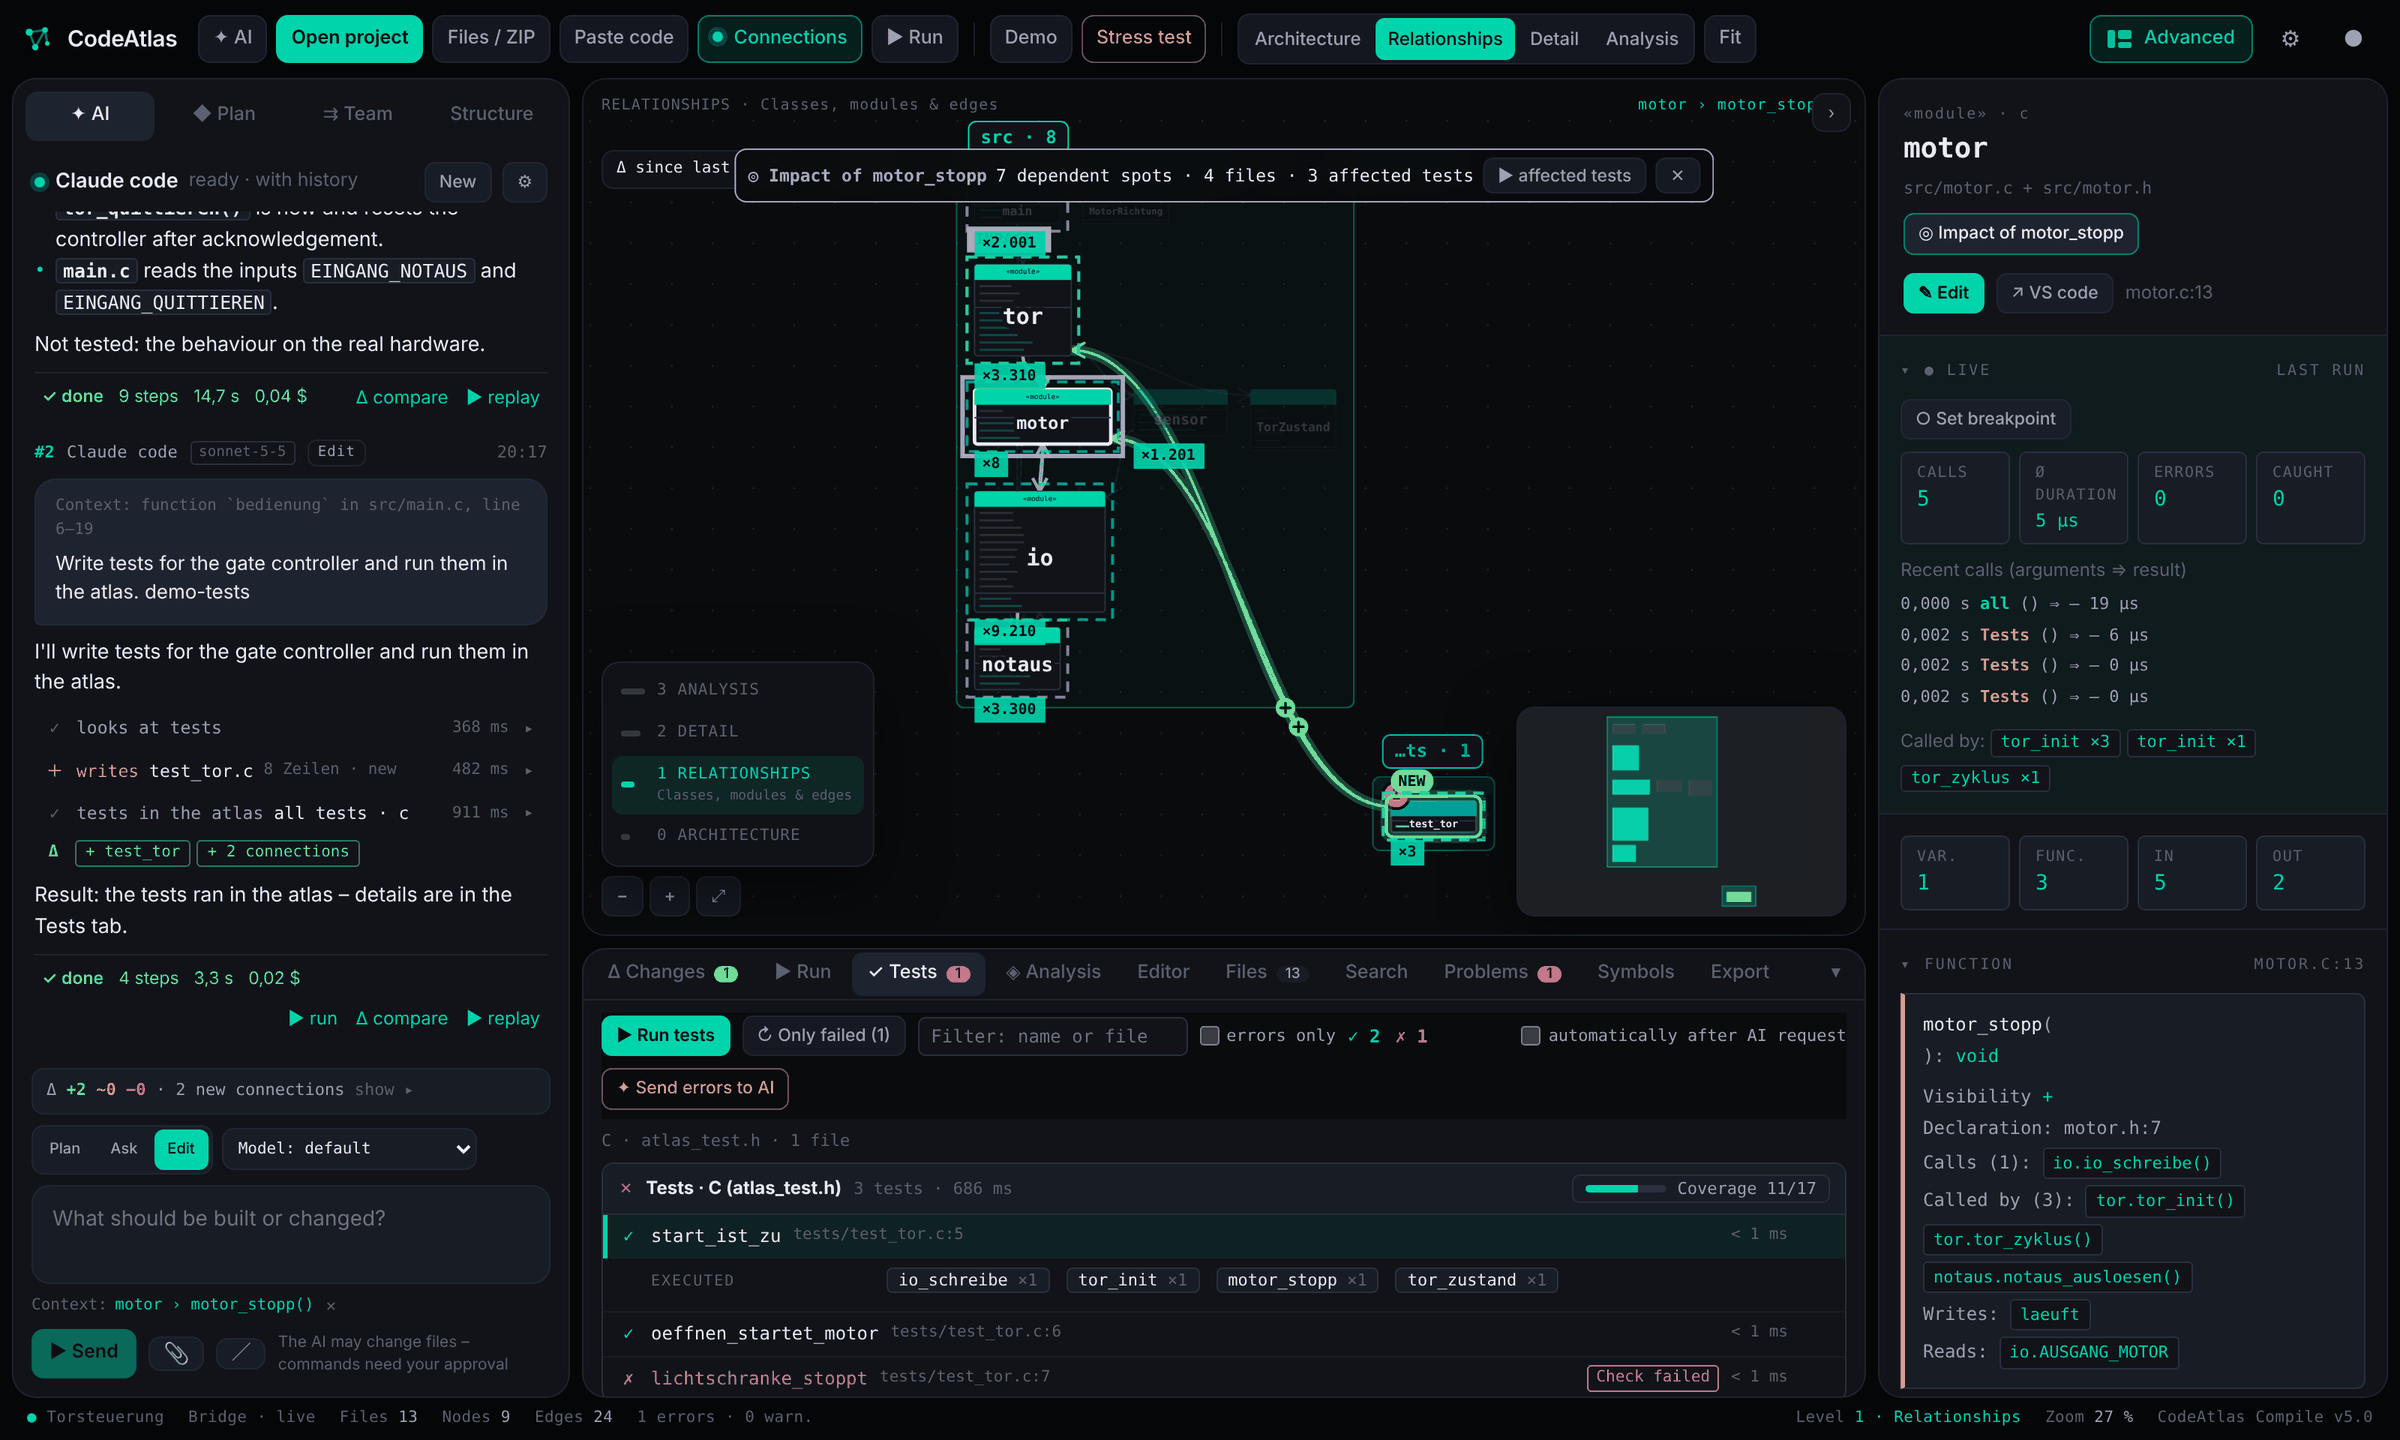 CodeAtlas
✦ AI
Open project
Files / ZIP
Paste code
Connections
▶ Run
Demo
Stress test
Architecture
Relationships
Detail
Analysis
Fit
Advanced
✦ AI
◆ Plan
⇉ Team
Structure
Claude code ready · with history
New
tor_quittieren() is new and resets the
controller after acknowledgement.
• main.c reads the inputs EINGANG_NOTAUS and
EINGANG_QUITTIEREN.
Not tested: the behaviour on the real hardware.
✓ done 9 steps 14,7 s 0,04 $ Δ compare ▶ replay
#2 Claude code sonnet-5-5 Edit 20:17
Context: function `bedienung` in src/main.c, line
6–19
Write tests for the gate controller and run them in
the atlas. demo-tests
I'll write tests for the gate controller and run them in
the atlas.
✓ looks at tests 368 ms ▸
+ writes test_tor.c 8 Zeilen · new 482 ms ▸
✓ tests in the atlas all tests · c 911 ms ▸
Δ + test_tor + 2 connections
Result: the tests ran in the atlas – details are in the
Tests tab.
✓ done 4 steps 3,3 s 0,02 $
▶ run Δ compare ▶ replay
Δ +2 ~0 −0 · 2 new connections show ▸
Plan Ask Edit Model: default
What should be built or changed?
Context: motor › motor_stopp() ×
▶ Send
The AI may change files –
commands need your approval
RELATIONSHIPS · Classes, modules & edges
motor › motor_stop
›
src · 8
Δ since last
◎ Impact of motor_stopp 7 dependent spots · 4 files · 3 affected tests ▶ affected tests ✕
main
MotorRichtung
×2.001
«module»
tor
×3.310
«module»
motor
sensor
TorZustand
×8
×1.201
«module»
io
×9.210
notaus
×3.300
…ts · 1
NEW
test_tor
×3
3 ANALYSIS
2 DETAIL
1 RELATIONSHIPS
Classes, modules & edges
0 ARCHITECTURE
− + ⤢
Δ Changes 1
▶ Run
✓ Tests 1
◈ Analysis
Editor
Files 13
Search
Problems 1
Symbols
Export
▾
▶ Run tests
↻ Only failed (1)
Filter: name or file
errors only ✓ 2 ✗ 1
automatically after AI request
✦ Send errors to AI
C · atlas_test.h · 1 file
✕ Tests · C (atlas_test.h) 3 tests · 686 ms Coverage 11/17
✓ start_ist_zu tests/test_tor.c:5 < 1 ms
EXECUTED io_schreibe ×1 tor_init ×1 motor_stopp ×1 tor_zustand ×1
✓ oeffnen_startet_motor tests/test_tor.c:6 < 1 ms
✗ lichtschranke_stoppt tests/test_tor.c:7 Check failed < 1 ms
«module» · c
motor
src/motor.c + src/motor.h
◎ Impact of motor_stopp
✎ Edit
↗ VS code
motor.c:13
▾ ● LIVE LAST RUN
○ Set breakpoint
CALLS
5
Ø
DURATION
5 µs
ERRORS
0
CAUGHT
0
Recent calls (arguments ⇒ result)
0,000 s all () ⇒ – 19 µs
0,002 s Tests () ⇒ – 6 µs
0,002 s Tests () ⇒ – 0 µs
0,002 s Tests () ⇒ – 0 µs
Called by: tor_init ×3 tor_init ×1
tor_zyklus ×1
VAR.
1
FUNC.
3
IN
5
OUT
2
▾ FUNCTION MOTOR.C:13
motor_stopp(
): void
Visibility +
Declaration: motor.h:7
Calls (1): io.io_schreibe()
Called by (3): tor.tor_init()
tor.tor_zyklus()
notaus.notaus_ausloesen()
Writes: laeuft
Reads: io.AUSGANG_MOTOR
● Torsteuerung Bridge · live Files 13 Nodes 9 Edges 24 1 errors · 0 warn.
Level 1 · Relationships Zoom 27 % CodeAtlas Compile v5.0